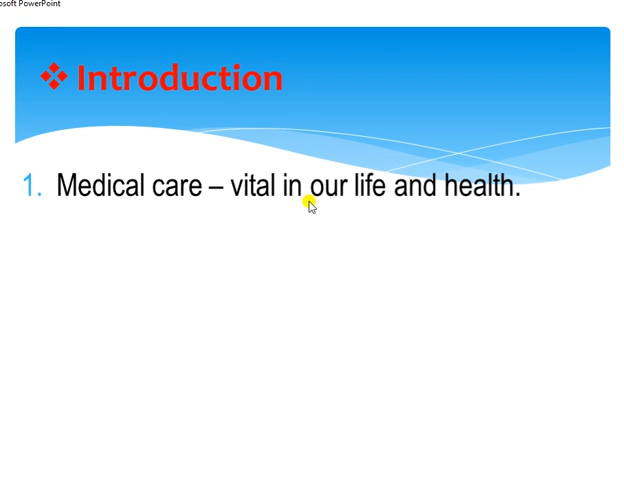 osoft PowerPoint
❖ Introduction
1. Medical care – vital in our life and health.